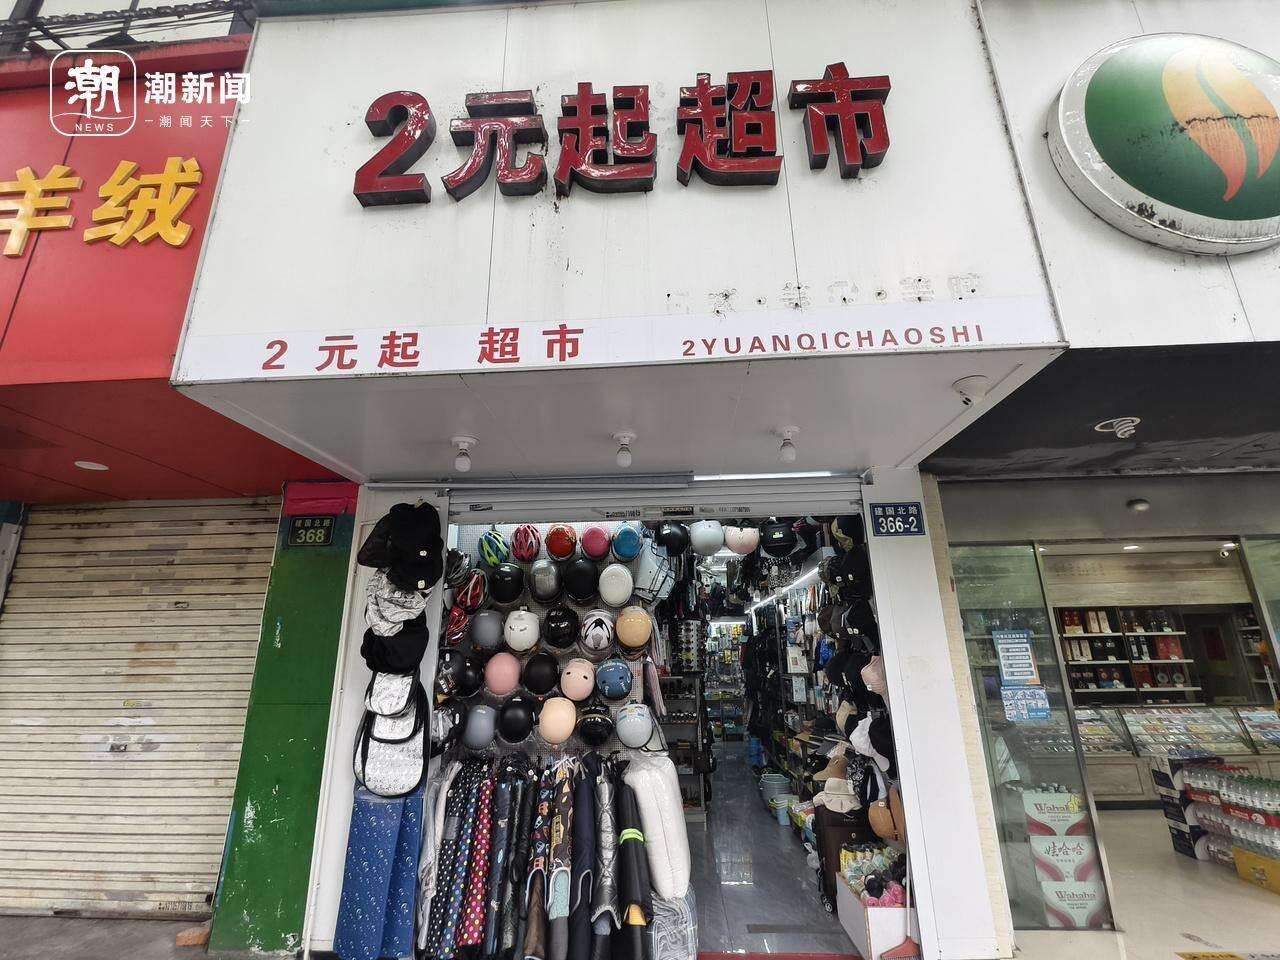 潮 潮新闻
NEWS -潮闻天下-
羊绒
2元起超市
2元起 超市 2YUANQICHAOSHI
建国北路
368
建国北路
366-2
Wahaha
娃哈哈
Wahaha